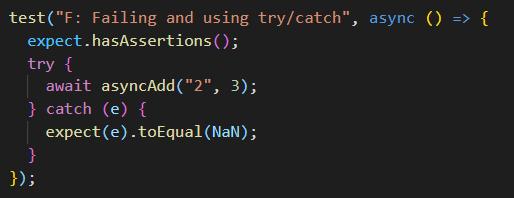 test("F: Failing and using try/catch", async () => {
  expect.hasAssertions();
  try {
    await asyncAdd("2", 3);
  } catch (e) {
    expect(e).toEqual(NaN);
  }
});